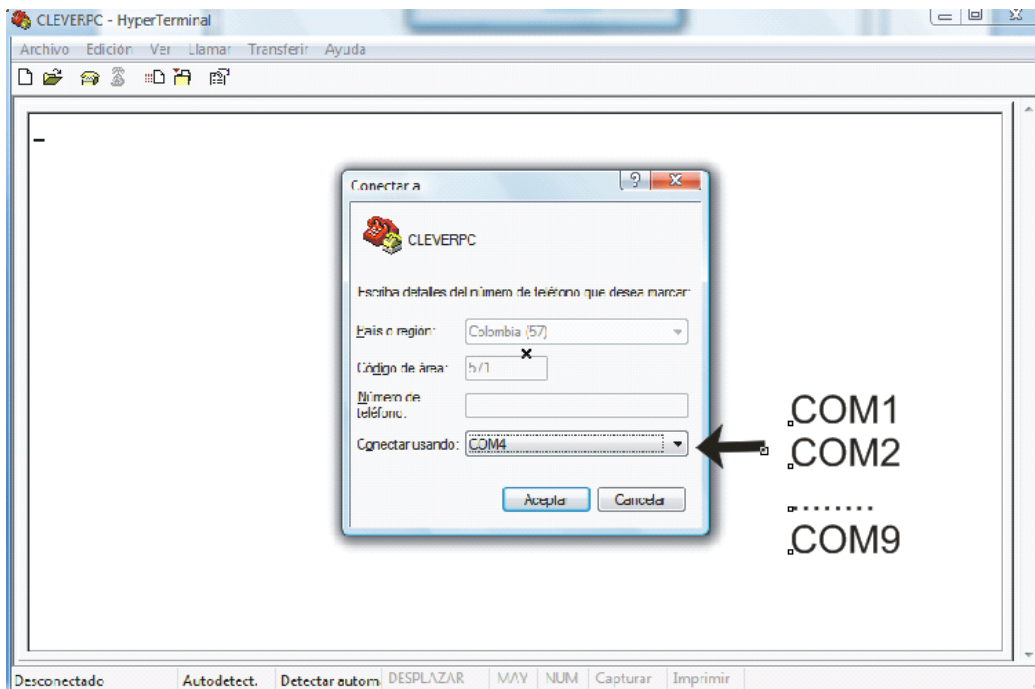 CLEVERPC - HyperTerminal
Archivo Edición Ver Llamar Transferir Ayuda
Conectar a
CLEVERPC
Escriba detalles del número de teléfono que desea marcar:
País o región: Colombia (57)
Código de área: 571
Número de
teléfono:
Conectar usando: COM4
Aceptar Cancelar
COM1
COM2
........
COM9
Desconectado Autodetect. Detectar autom DESPLAZAR MAY NUM Capturar Imprimir